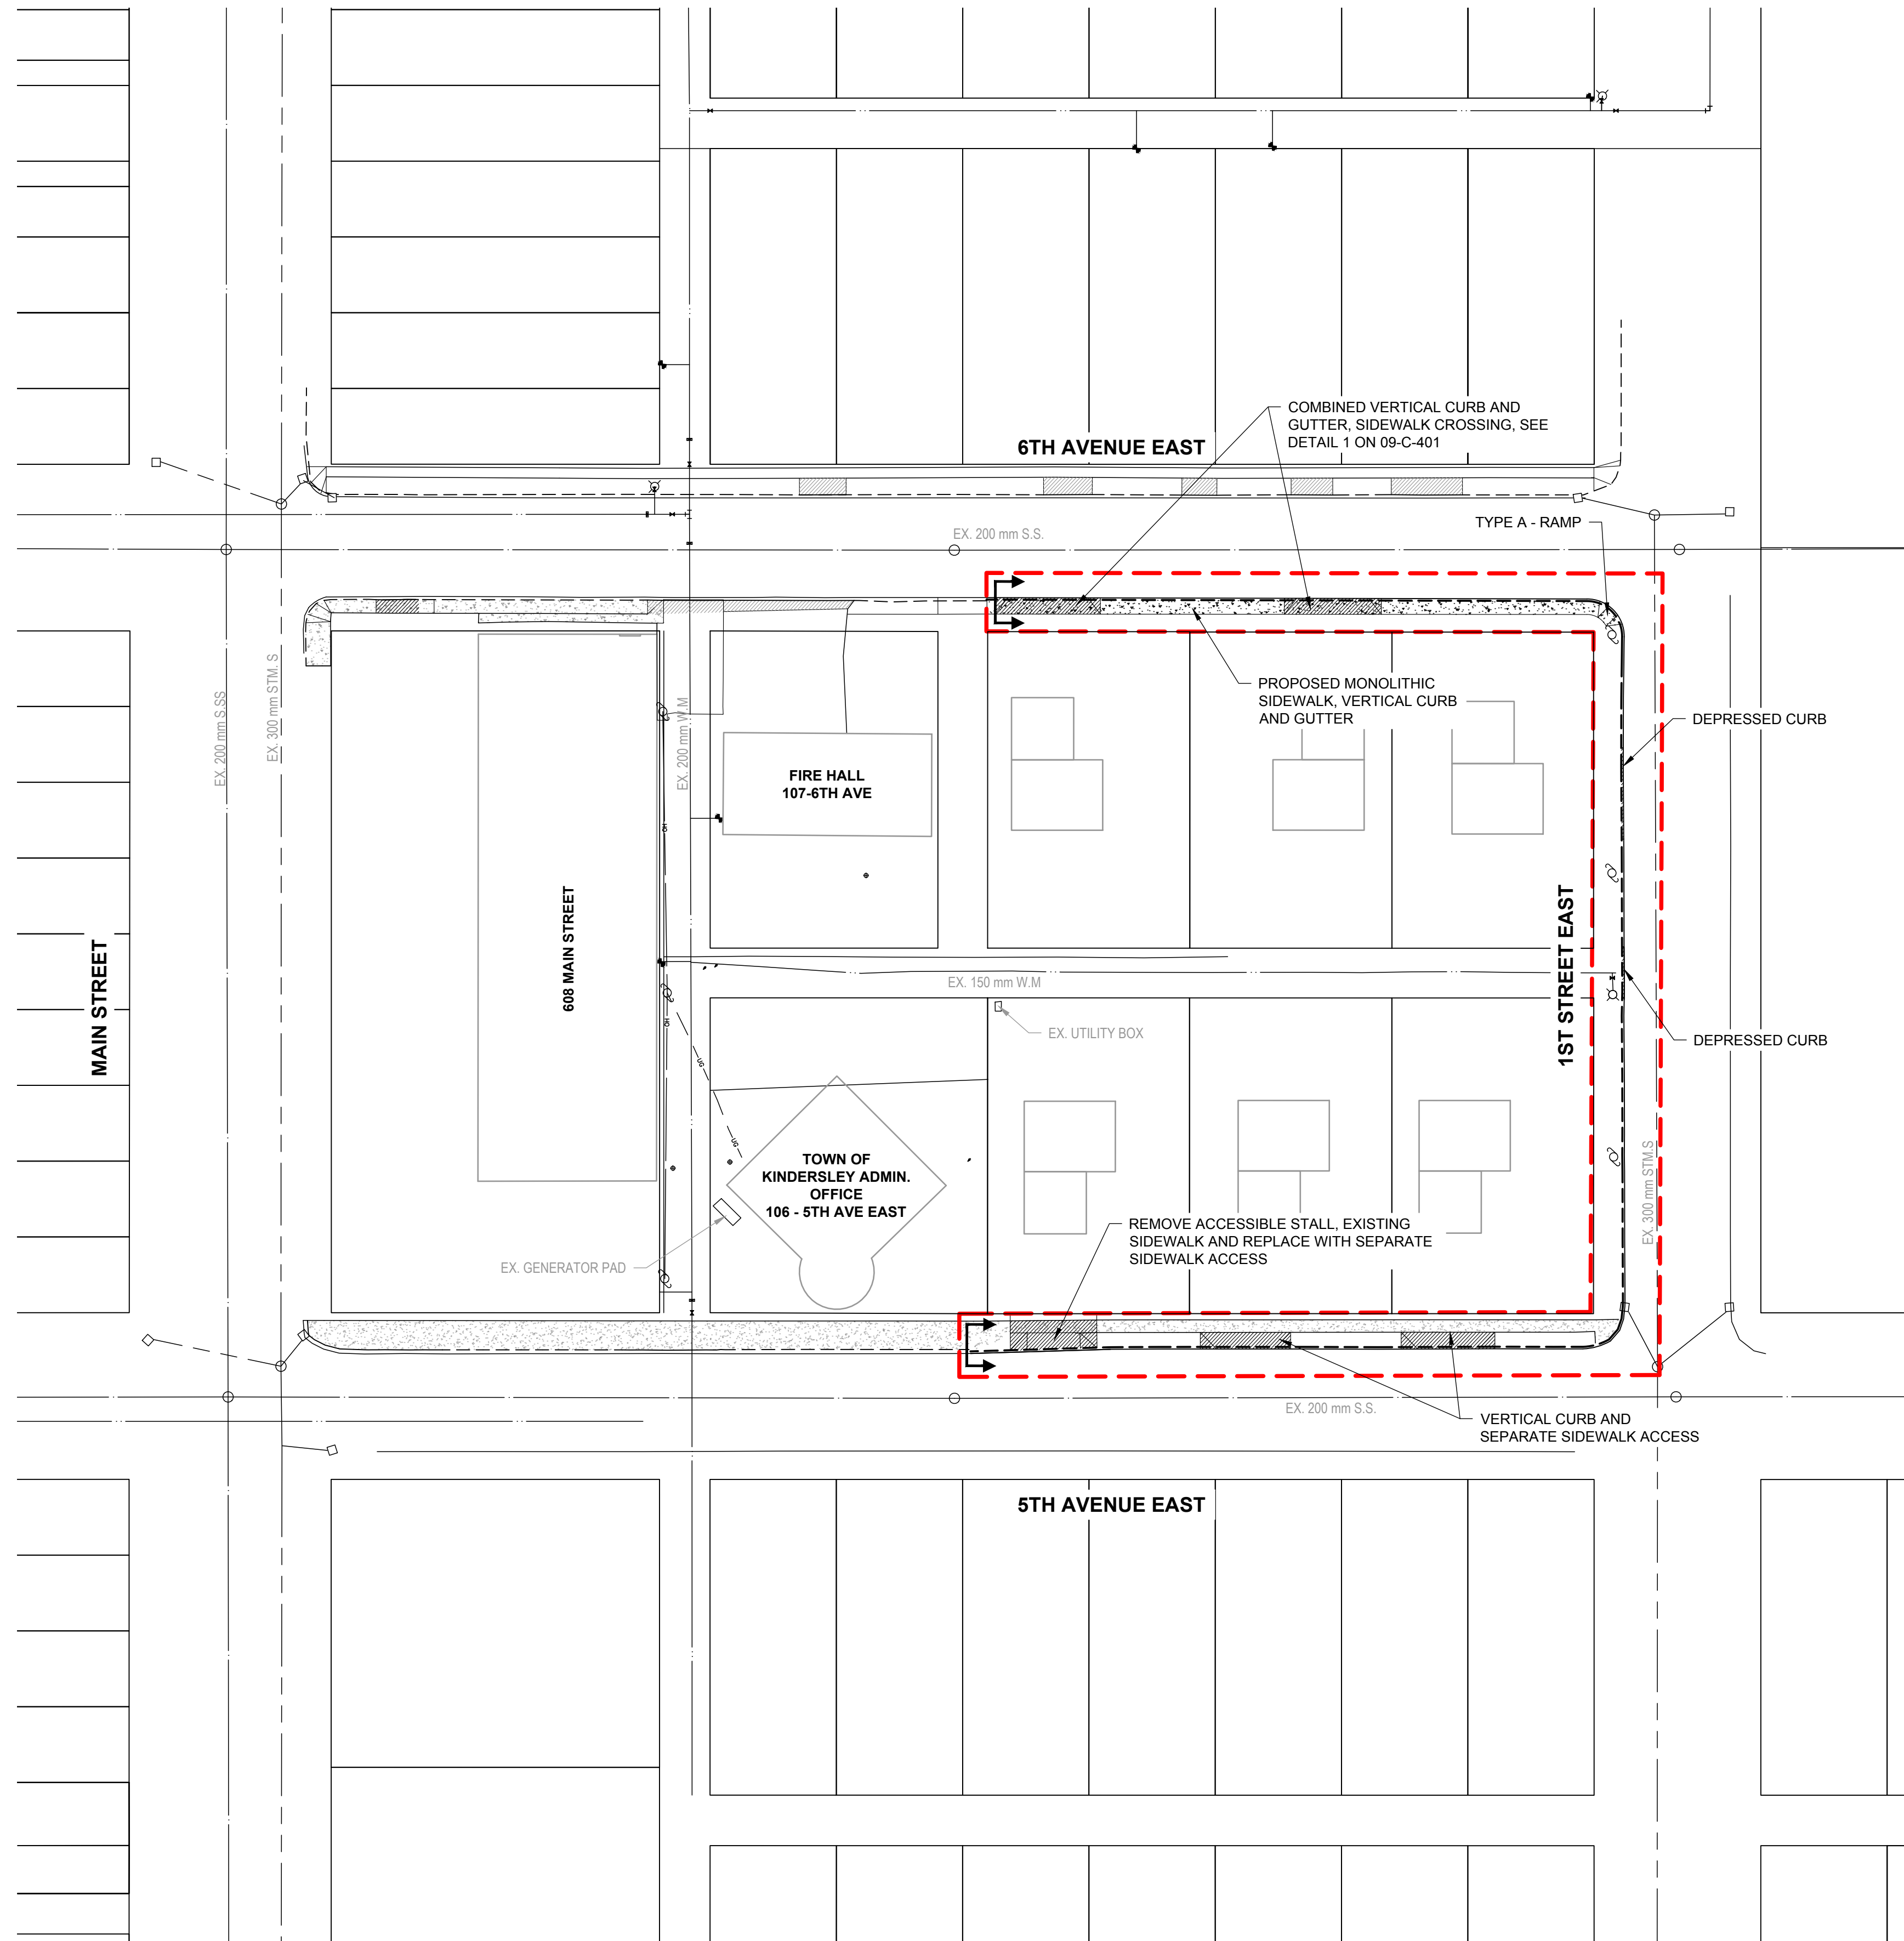 COMBINED VERTICAL CURB AND
GUTTER, SIDEWALK CROSSING, SEE
DETAIL 1 ON 09-C-401
6TH AVENUE EAST
TYPE A - RAMP
EX. 200 mm S.S.
EX. 200 mm S.SS
EX. 300 mm STM. S
EX. 200 mm W.M
PROPOSED MONOLITHIC
SIDEWALK, VERTICAL CURB
AND GUTTER
DEPRESSED CURB
FIRE HALL
107-6TH AVE
OH
MAIN STREET
608 MAIN STREET
1ST STREET EAST
EX. 150 mm W.M
OH
EX. UTILITY BOX
DEPRESSED CURB
UG
UG
TOWN OF
KINDERSLEY ADMIN.
OFFICE
106 - 5TH AVE EAST
EX. 300 mm STM.S
REMOVE ACCESSIBLE STALL, EXISTING
SIDEWALK AND REPLACE WITH SEPARATE
SIDEWALK ACCESS
EX. GENERATOR PAD
EX. 200 mm S.S.
VERTICAL CURB AND
SEPARATE SIDEWALK ACCESS
5TH AVENUE EAST